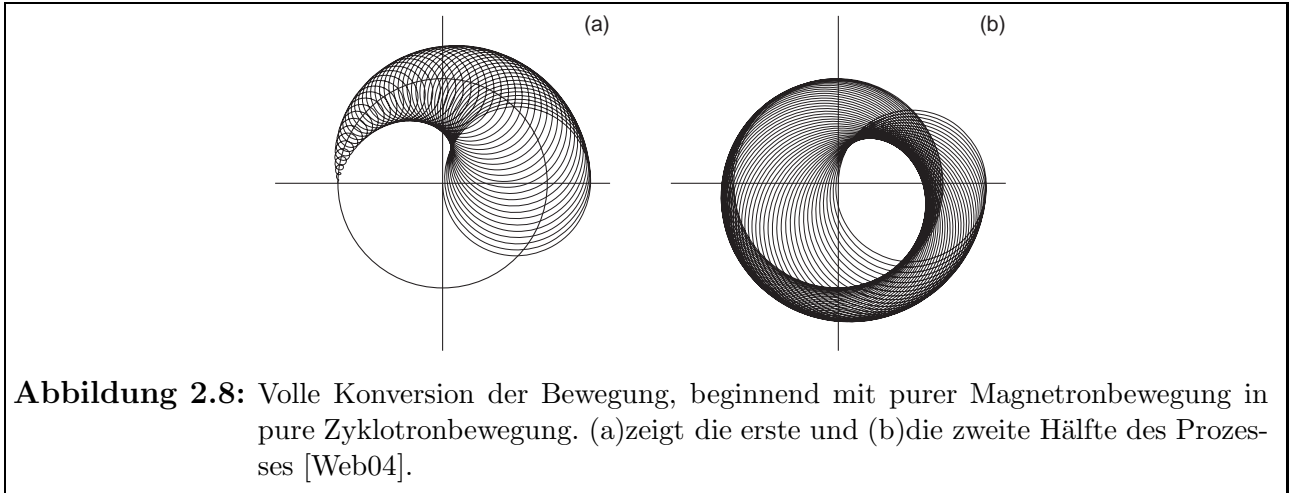 (a)
(b)
Abbildung 2.8: Volle Konversion der Bewegung, beginnend mit purer Magnetronbewegung in
pure Zyklotronbewegung. (a)zeigt die erste und (b)die zweite Hälfte des Prozes-
ses [Web04].